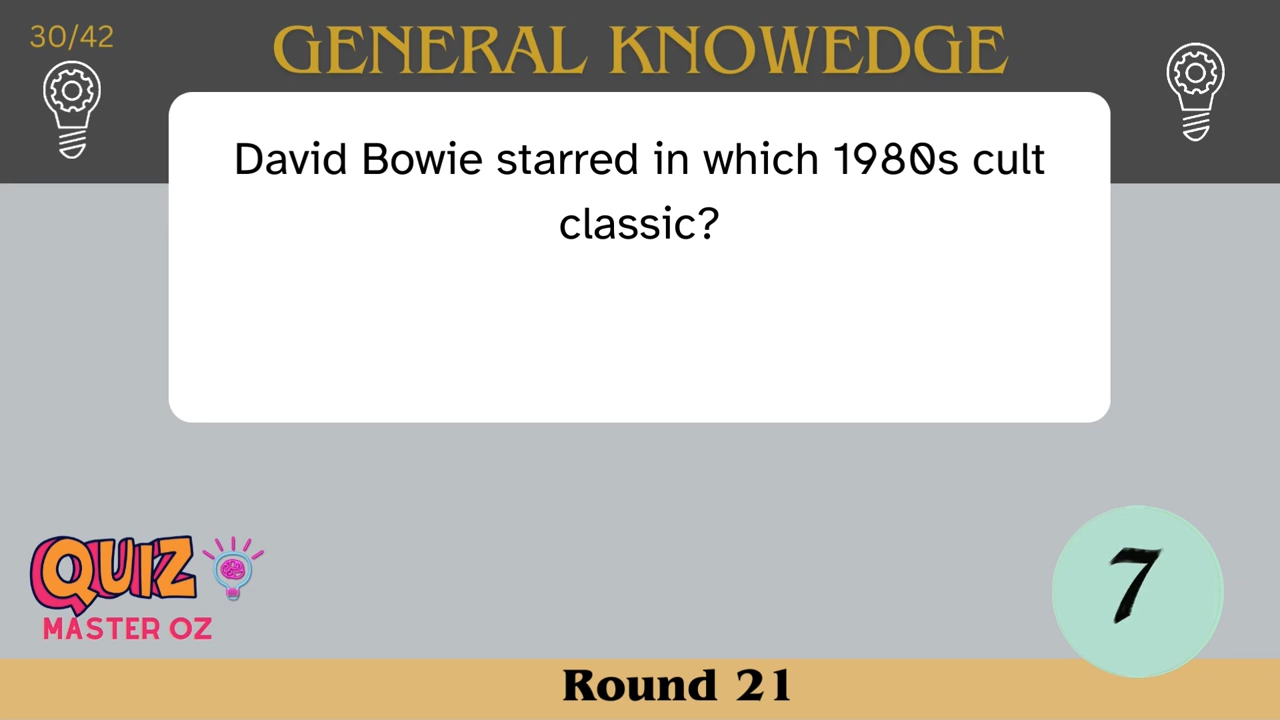 30/42
GENERAL KNOWEDGE
David Bowie starred in which 1980s cult
classic?
QUIZ
MASTER OZ
7
Round 21